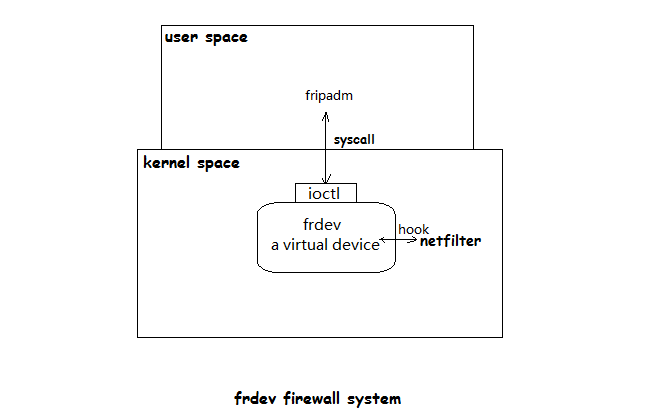 user space
fripadm
syscall
kernel space
ioctl
frdev
a virtual device
hook
netfilter
frdev firewall system